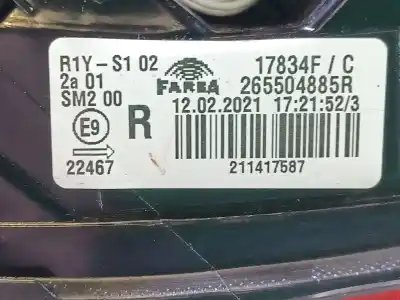 R1Y-S1 02
2a 01
SM2 00
FARBA
17834F / C
265504885R
12.02.2021 17:21:52/3
E9
R
22467
211417587